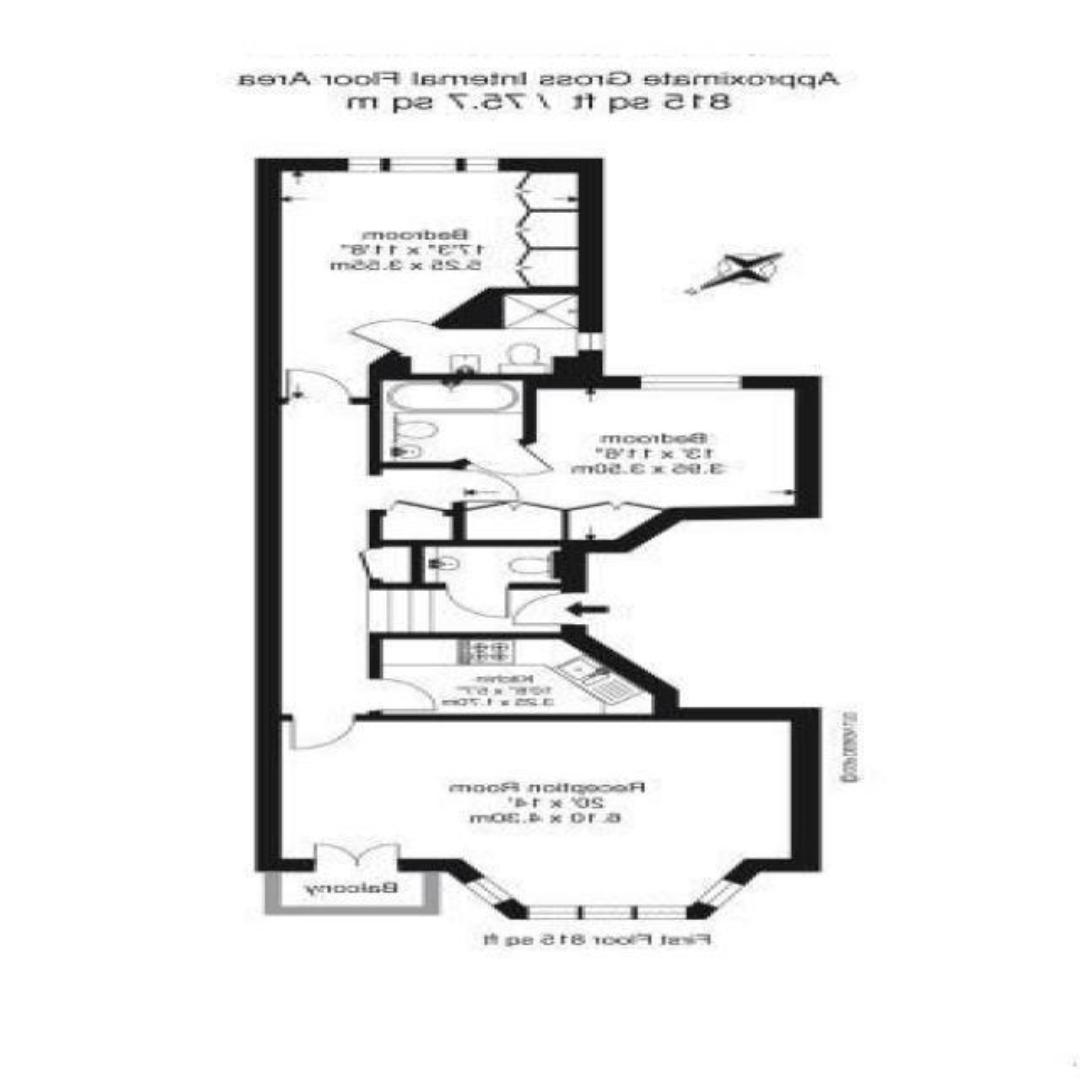 Approximate Gross Internal Floor Area
815 sq ft / 75.7 sq m
Bedroom
17'3" x 11'8"
5.25 x 3.55m
Bedroom
13' x 11'6"
3.95 x 3.50m
Kitchen
10'8" x 5'7"
3.25 x 1.70m
Reception Room
20' x 14'
6.10 x 4.30m
Balcony
First Floor 815 sq ft